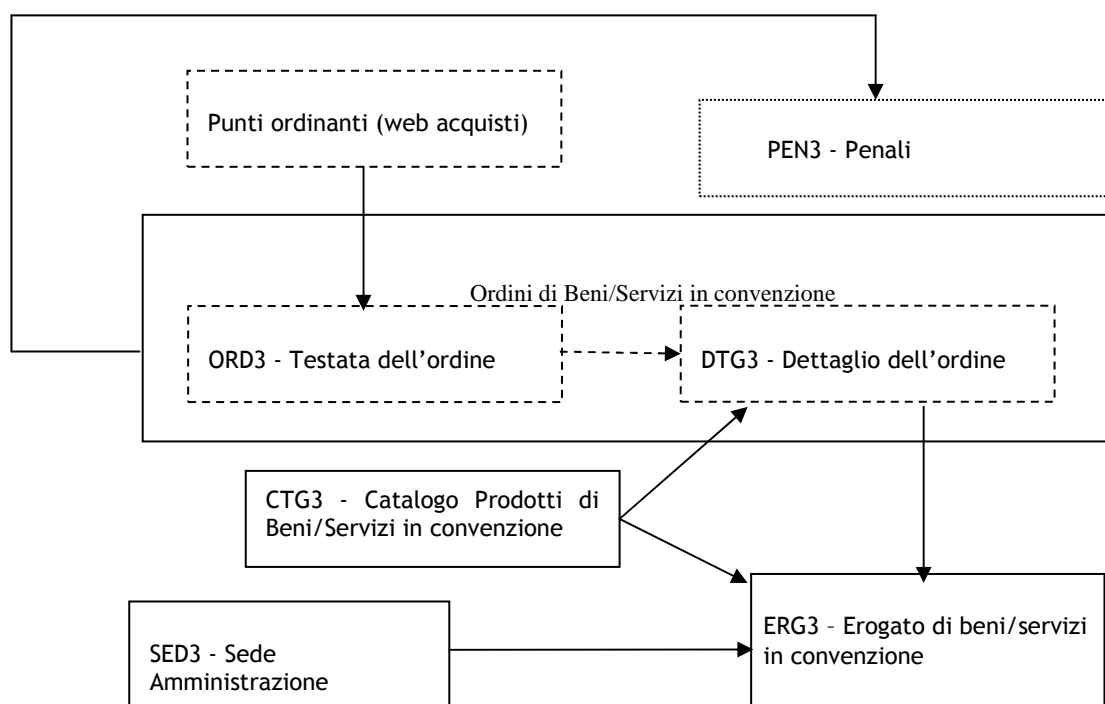 Punti ordinanti (web acquisti)
PEN3 - Penali
Ordini di Beni/Servizi in convenzione
ORD3 - Testata dell’ordine
DTG3 - Dettaglio dell’ordine
CTG3 - Catalogo Prodotti di
Beni/Servizi in convenzione
SED3 - Sede
Amministrazione
ERG3 – Erogato di beni/servizi
in convenzione